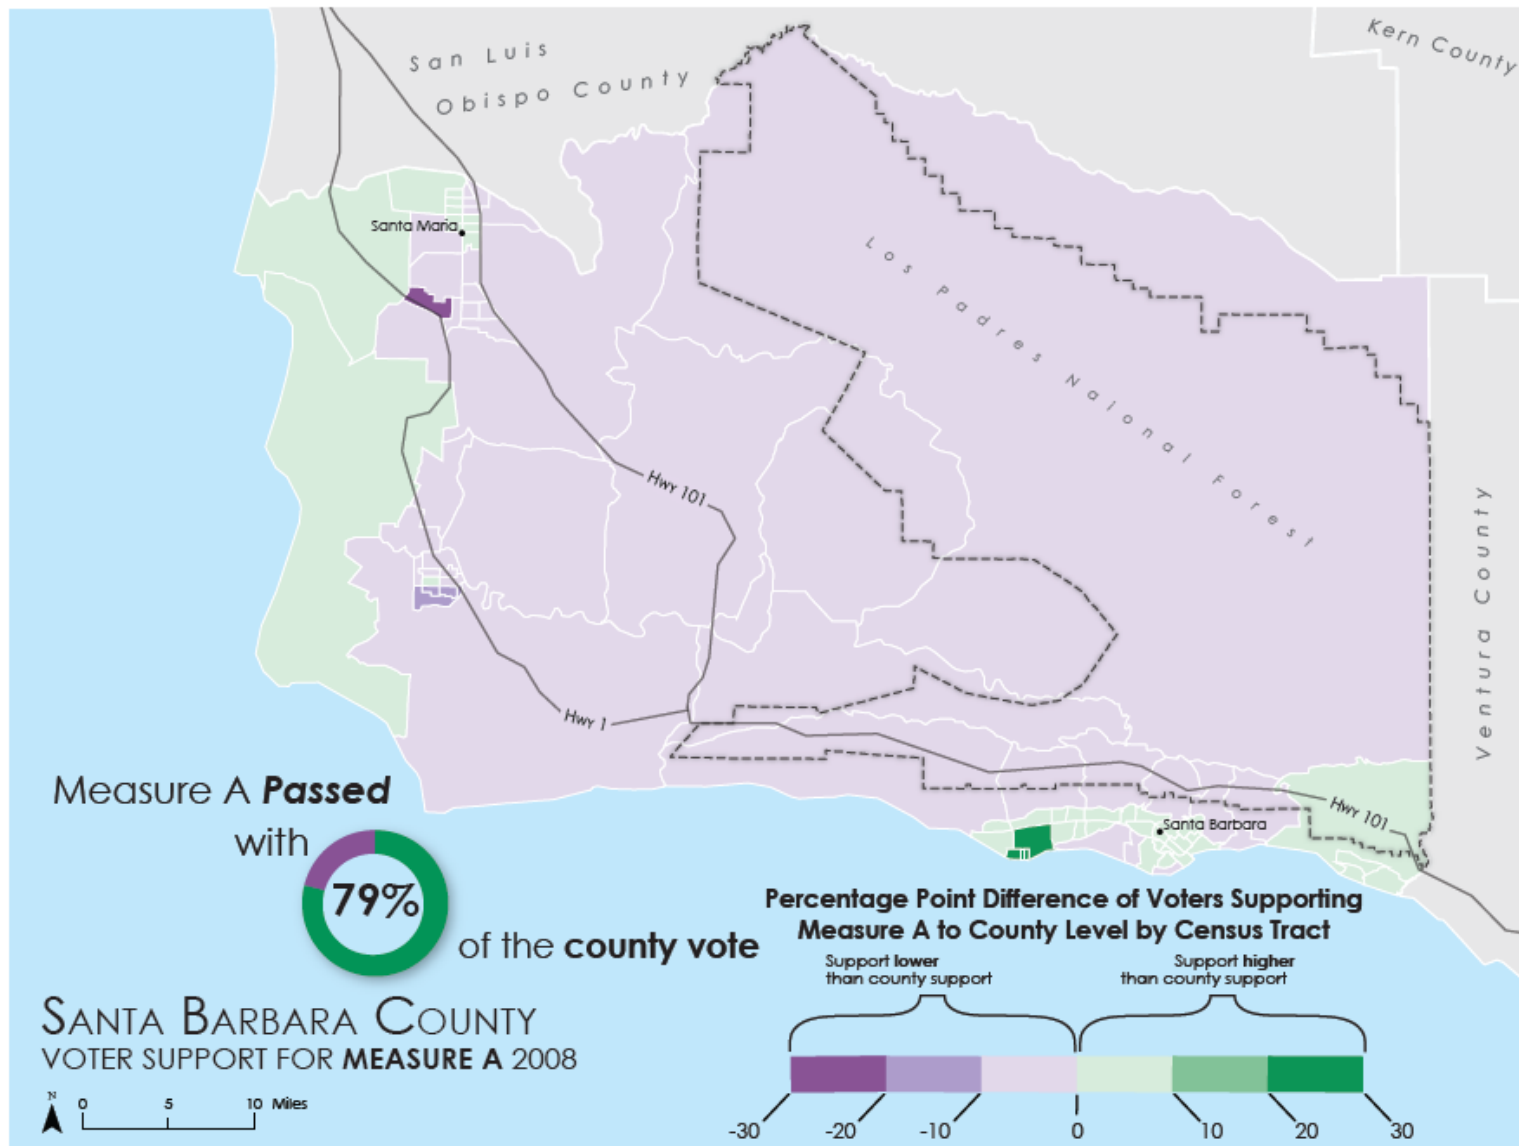 San Luis
Obispo County
Kern County
Santa Maria
Los Padres Naional Forest
Hwy 101
Ventura County
Hwy 1
Hwy 101
Santa Barbara
Measure A Passed
with
79%
of the county vote
SANTA BARBARA COUNTY
VOTER SUPPORT FOR MEASURE A 2008
N
0 5 10 Miles
Percentage Point Difference of Voters Supporting
Measure A to County Level by Census Tract
Support lower
than county support
Support higher
than county support
-30 -20 -10 0 10 20 30